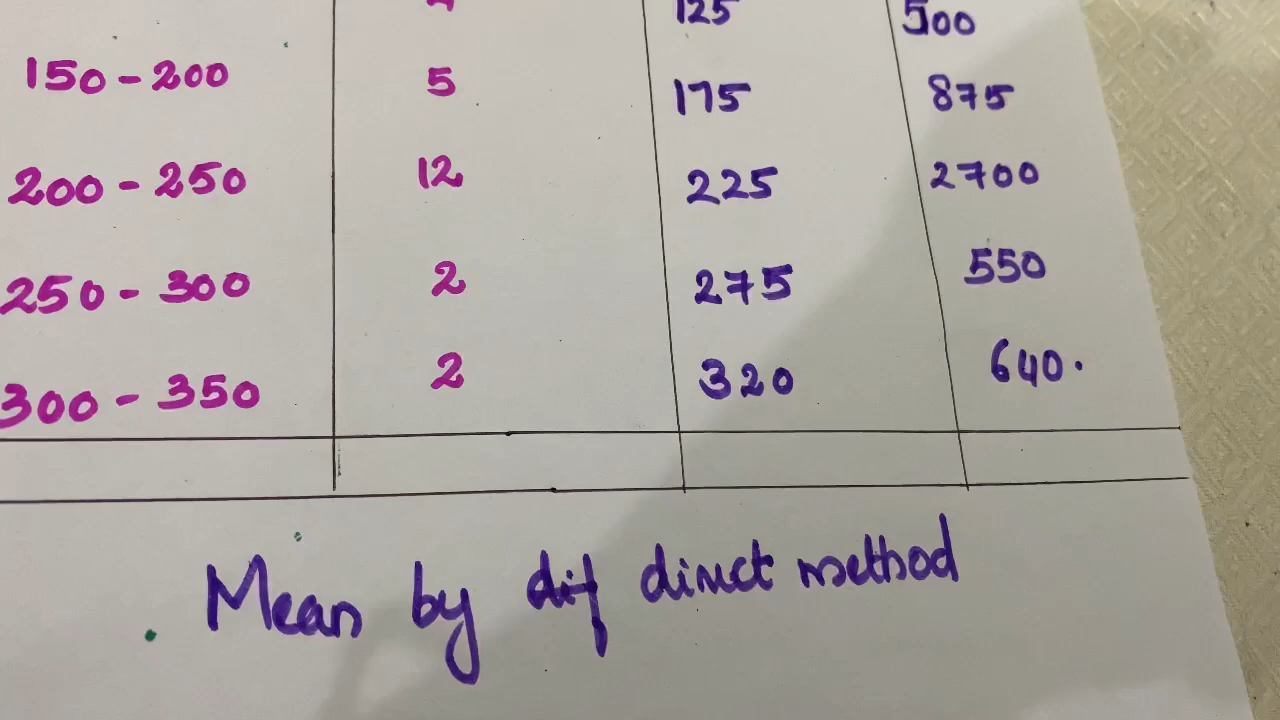 4 125 500
150 - 200 5 175 875
200 - 250 12 225 2700
250 - 300 2 275 550
300 - 350 2 320 640.
Mean by dif direct method